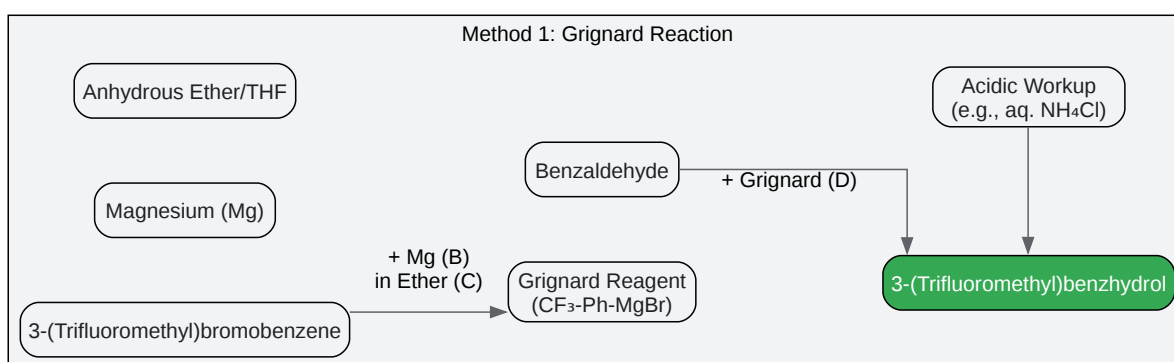 Method 1: Grignard Reaction
Anhydrous Ether/THF
Acidic Workup
(e.g., aq. NH₄Cl)
Benzaldehyde
+ Grignard (D)
Magnesium (Mg)
+ Mg (B)
in Ether (C)
Grignard Reagent
(CF₃-Ph-MgBr)
3-(Trifluoromethyl)benzhydrol
3-(Trifluoromethyl)bromobenzene